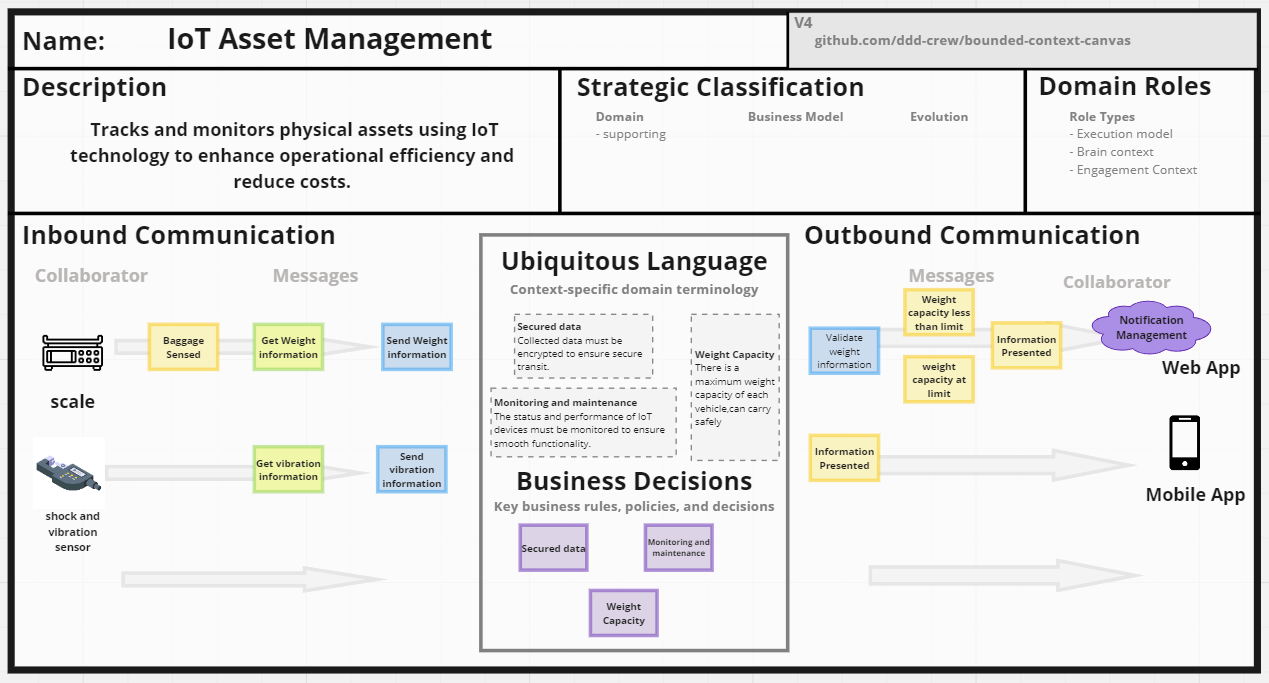 Name:
IoT Asset Management
V4
github.com/ddd-crew/bounded-context-canvas
Description
Tracks and monitors physical assets using IoT
technology to enhance operational efficiency and
reduce costs.
Strategic Classification
Domain
- supporting
Business Model
Evolution
Domain Roles
Role Types
- Execution model
- Brain context
- Engagement Context
Inbound Communication
Collaborator
Messages
scale
Baggage
Sensed
Get Weight
information
Send Weight
information
shock and
vibration
sensor
Get vibration
information
Send
vibration
information
Ubiquitous Language
Context-specific domain terminology
Secured data
Collected data must be
encrypted to ensure secure
transit.
Weight Capacity
There is a
maximum weight
capacity of each
vehicle,can carry
safely
Monitoring and maintenance
The status and performance of IoT
devices must be monitored to ensure
smooth functionality.
Business Decisions
Key business rules, policies, and decisions
Secured data
Monitoring and
maintenance
Weight
Capacity
Outbound Communication
Messages
Collaborator
Validate
weight
information
Weight
capacity less
than limit
weight
capacity at
limit
Information
Presented
Notification
Management
Web App
Information
Presented
Mobile App